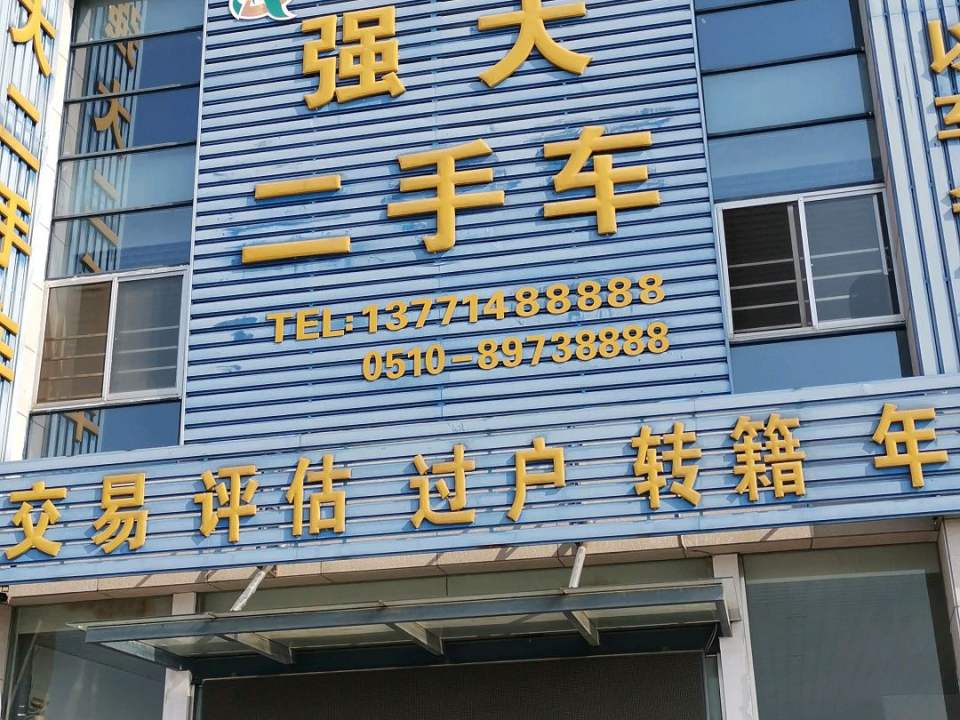 强大
二手车
TEL:13771488888
0510-89738888
交易 评估 过户 转籍 年